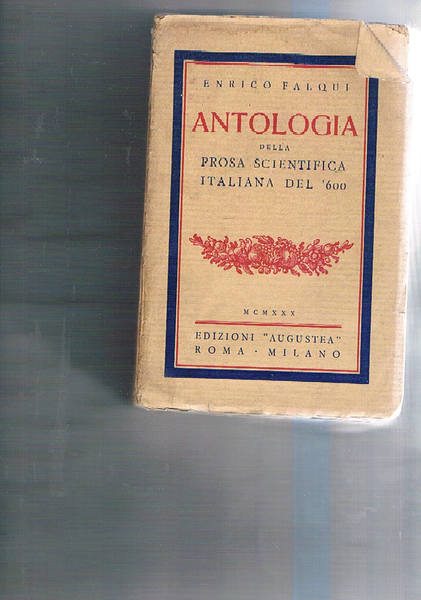 ENRICO FALQUI
ANTOLOGIA
DELLA
PROSA SCIENTIFICA
ITALIANA DEL '600
MCMXXX
EDIZIONI "AUGUSTEA"
ROMA - MILANO